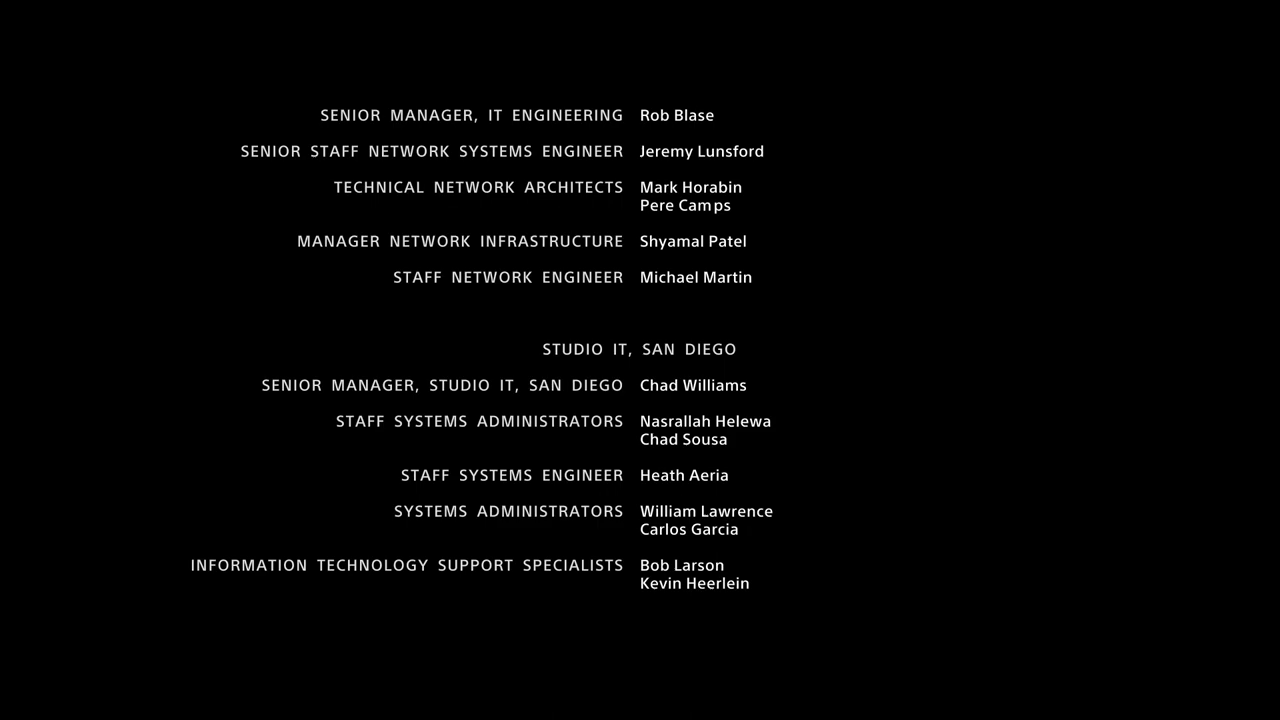 SENIOR MANAGER, IT ENGINEERING Rob Blase
SENIOR STAFF NETWORK SYSTEMS ENGINEER Jeremy Lunsford
TECHNICAL NETWORK ARCHITECTS Mark Horabin
Pere Camps
MANAGER NETWORK INFRASTRUCTURE Shyamal Patel
STAFF NETWORK ENGINEER Michael Martin
STUDIO IT, SAN DIEGO
SENIOR MANAGER, STUDIO IT, SAN DIEGO Chad Williams
STAFF SYSTEMS ADMINISTRATORS Nasrallah Helewa
Chad Sousa
STAFF SYSTEMS ENGINEER Heath Aeria
SYSTEMS ADMINISTRATORS William Lawrence
Carlos Garcia
INFORMATION TECHNOLOGY SUPPORT SPECIALISTS Bob Larson
Kevin Heerlein